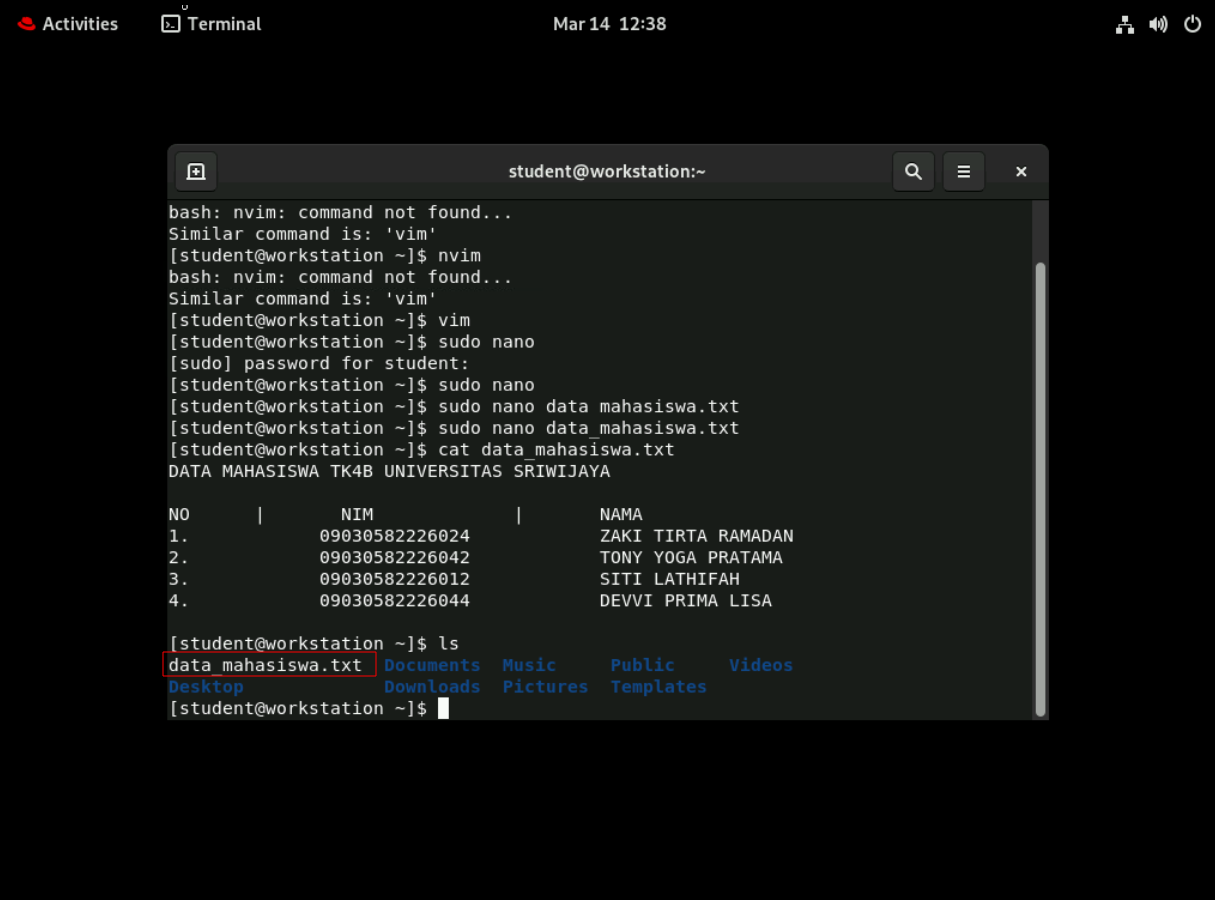 Activities Terminal Mar 14 12:38
student@workstation:~
bash: nvim: command not found...
Similar command is: 'vim'
[student@workstation ~]$ nvim
bash: nvim: command not found...
Similar command is: 'vim'
[student@workstation ~]$ vim
[student@workstation ~]$ sudo nano
[sudo] password for student:
[student@workstation ~]$ sudo nano
[student@workstation ~]$ sudo nano data mahasiswa.txt
[student@workstation ~]$ sudo nano data_mahasiswa.txt
[student@workstation ~]$ cat data_mahasiswa.txt
DATA MAHASISWA TK4B UNIVERSITAS SRIWIJAYA
NO | NIM | NAMA
1. 09030582226024 ZAKI TIRTA RAMADAN
2. 09030582226042 TONY YOGA PRATAMA
3. 09030582226012 SITI LATHIFAH
4. 09030582226044 DEVVI PRIMA LISA
[student@workstation ~]$ ls
data_mahasiswa.txt Documents Music Public Videos
Desktop Downloads Pictures Templates
[student@workstation ~]$